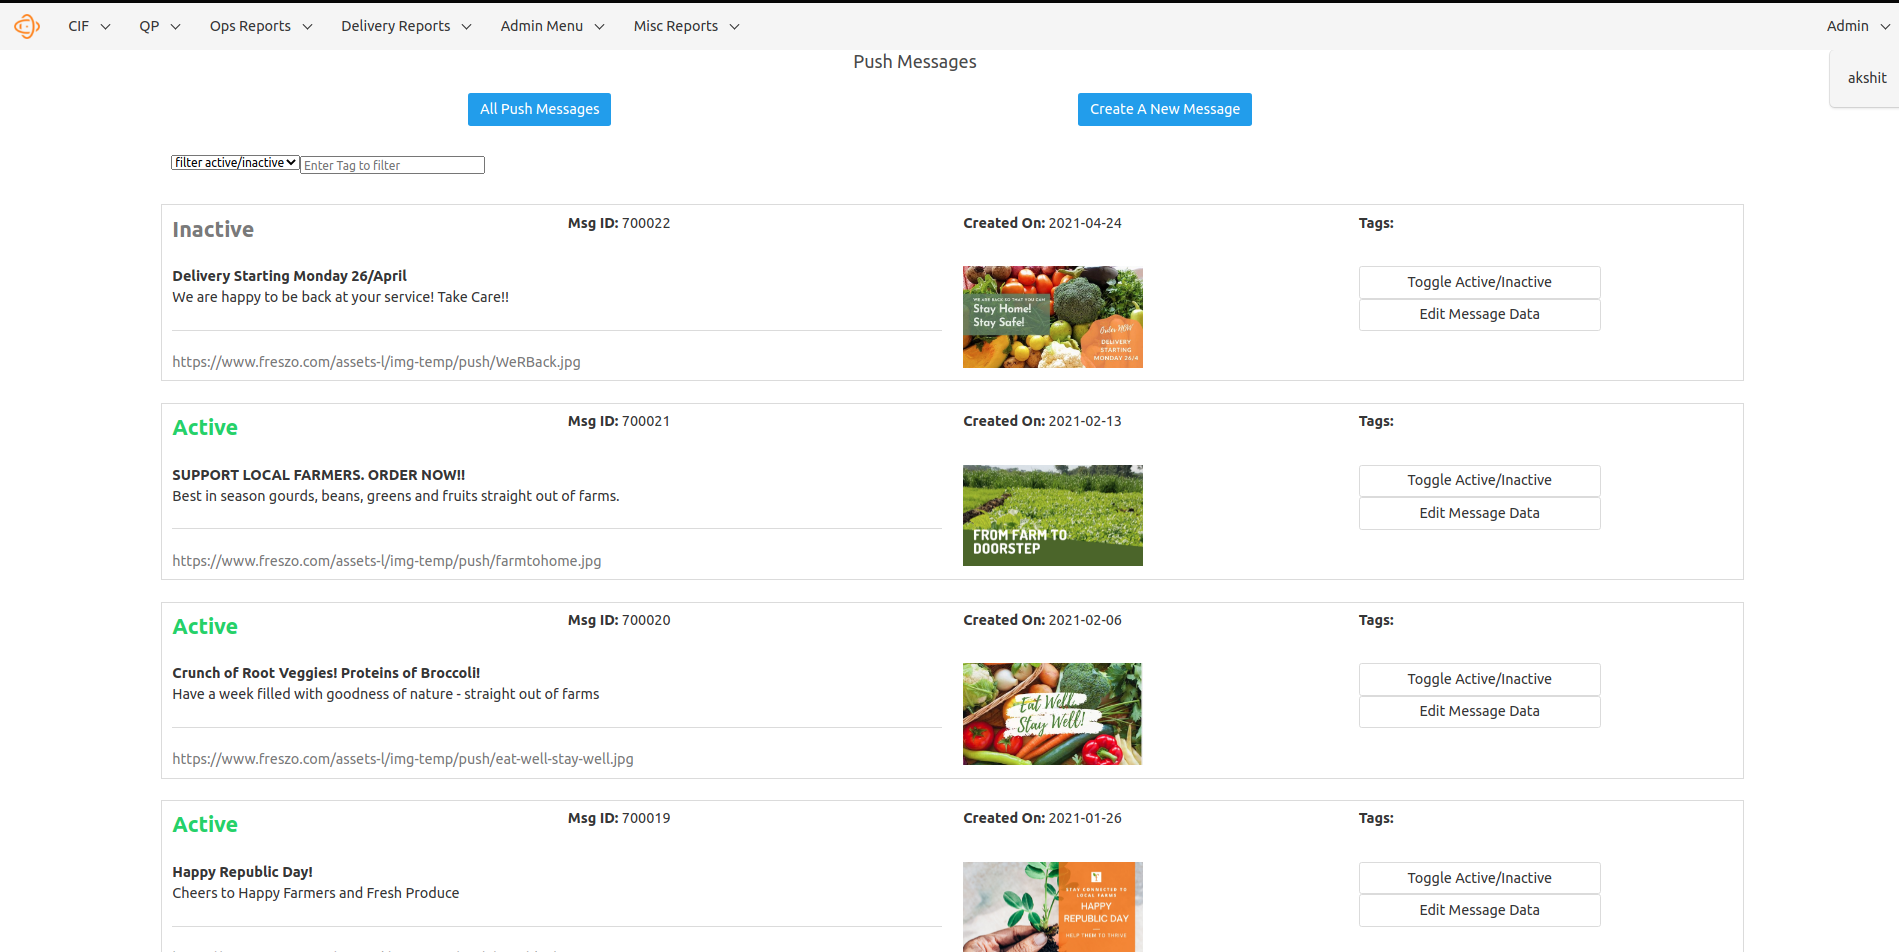 CIF QP Ops Reports Delivery Reports Admin Menu Misc Reports Admin
akshit
Push Messages
All Push Messages Create A New Message
filter active/inactive Enter Tag to filter
Inactive Msg ID: 700022 Created On: 2021-04-24 Tags:
Delivery Starting Monday 26/April
We are happy to be back at your service! Take Care!!
https://www.freszo.com/assets-l/img-temp/push/WeRBack.jpg
WE ARE BACK SO THAT YOU CAN
Stay Home!
Stay Safe!
Order NOW
DELIVERY
STARTING
MONDAY 26/4
Toggle Active/Inactive
Edit Message Data
Active Msg ID: 700021 Created On: 2021-02-13 Tags:
SUPPORT LOCAL FARMERS. ORDER NOW!!
Best in season gourds, beans, greens and fruits straight out of farms.
https://www.freszo.com/assets-l/img-temp/push/farmtohome.jpg
FROM FARM TO
DOORSTEP
Toggle Active/Inactive
Edit Message Data
Active Msg ID: 700020 Created On: 2021-02-06 Tags:
Crunch of Root Veggies! Proteins of Broccoli!
Have a week filled with goodness of nature - straight out of farms
https://www.freszo.com/assets-l/img-temp/push/eat-well-stay-well.jpg
Eat Well
Stay Well!
Toggle Active/Inactive
Edit Message Data
Active Msg ID: 700019 Created On: 2021-01-26 Tags:
Happy Republic Day!
Cheers to Happy Farmers and Fresh Produce
STAY CONNECTED TO
LOCAL FARMS
HAPPY
REPUBLIC DAY
HELP THEM TO THRIVE
Toggle Active/Inactive
Edit Message Data